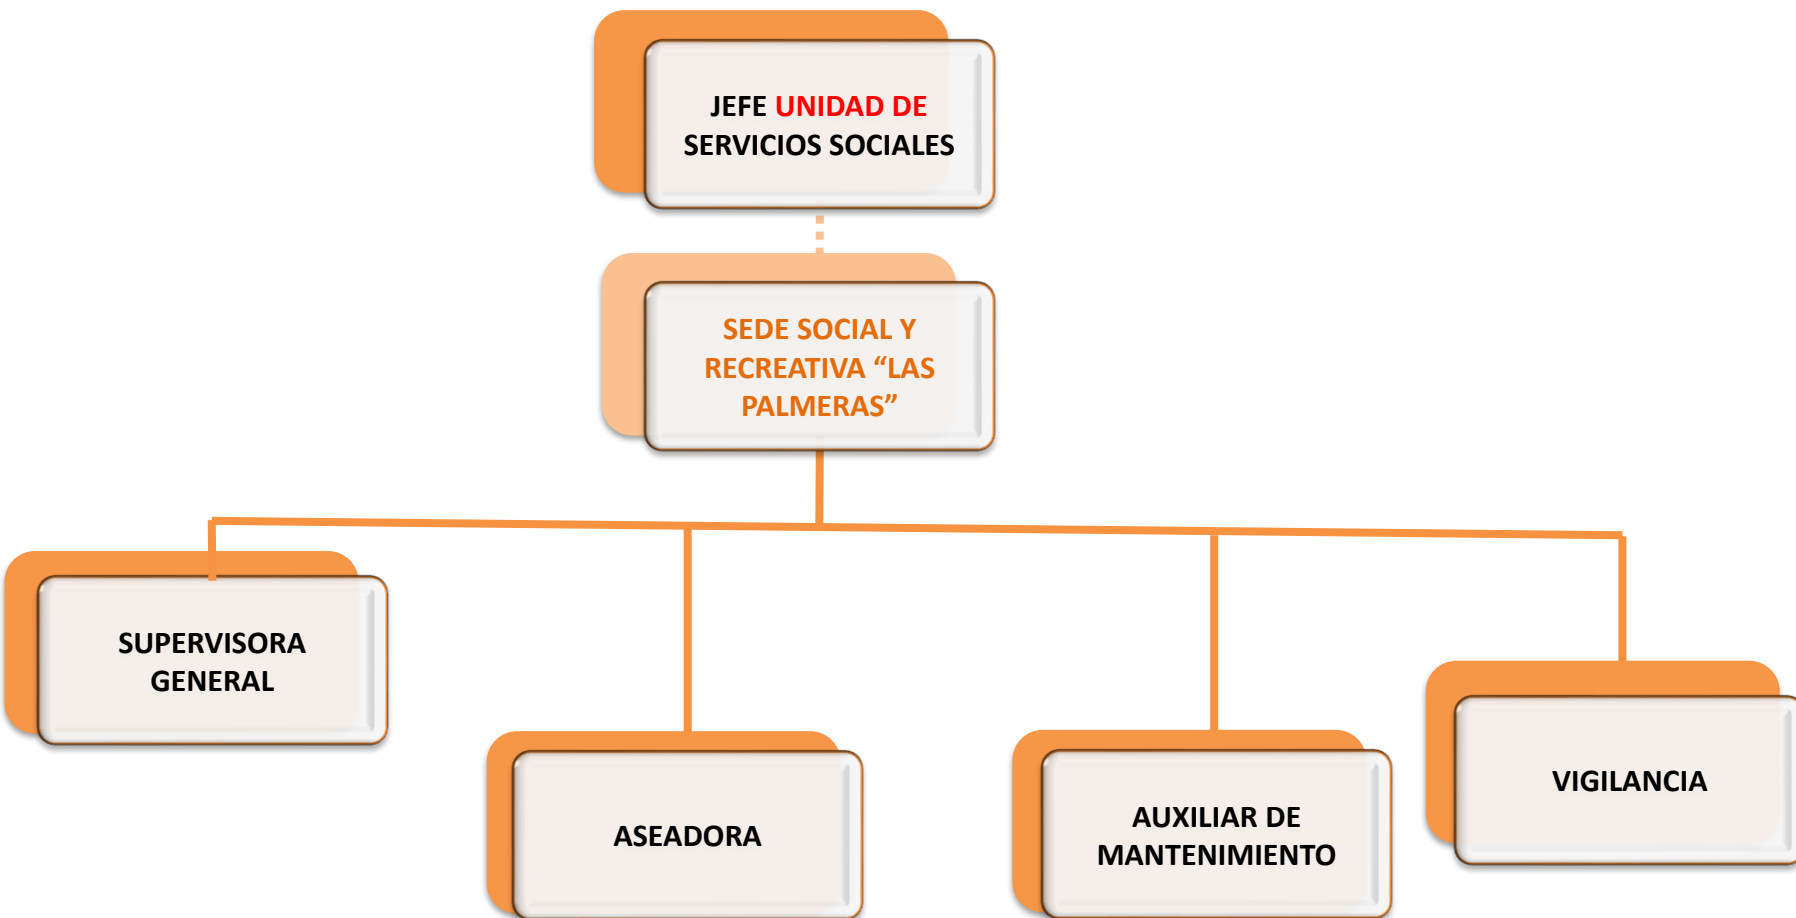 JEFE UNIDAD DE
SERVICIOS SOCIALES
SEDE SOCIAL Y
RECREATIVA “LAS
PALMERAS”
SUPERVISORA
GENERAL
ASEADORA
AUXILIAR DE
MANTENIMIENTO
VIGILANCIA